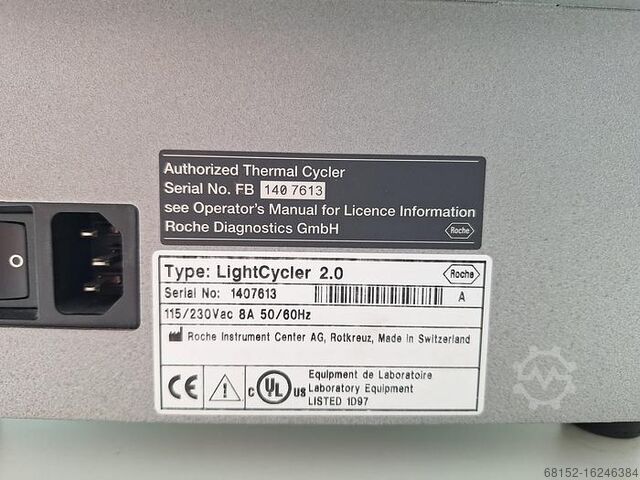 Authorized Thermal Cycler
Serial No. FB 140 7613
see Operator's Manual for Licence Information
Roche Diagnostics GmbH
Roche
Type: LightCycler 2.0
Roche
Serial No: 1407613
A
115/230Vac 8A 50/60Hz
Roche Instrument Center AG, Rotkreuz, Made in Switzerland
CE
C UL US
Equipment de Laboratoire
Laboratory Equipment
LISTED 1D97
68152-16246384